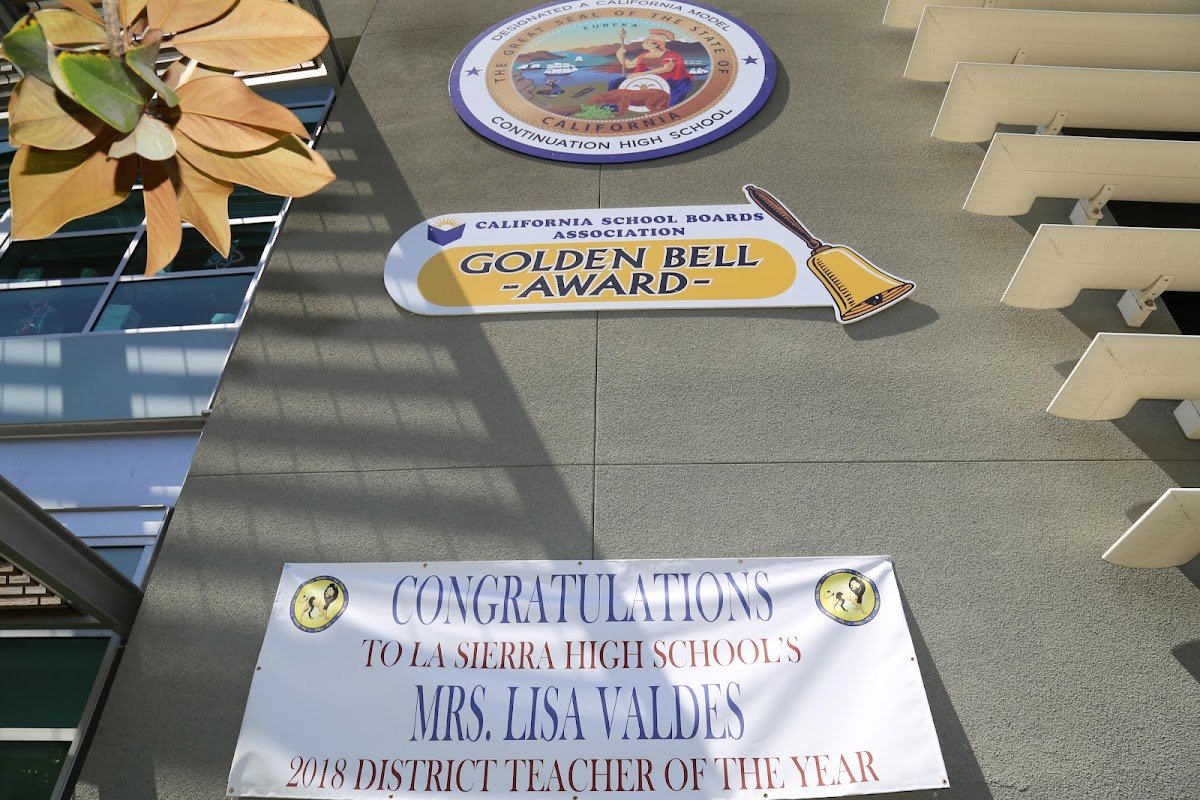 DESIGNATED A CALIFORNIA MODEL
THE GREAT SEAL OF THE STATE OF
EUREKA
CALIFORNIA
CONTINUATION HIGH SCHOOL
CALIFORNIA SCHOOL BOARDS
ASSOCIATION
GOLDEN BELL
-AWARD-
CONGRATULATIONS
TO LA SIERRA HIGH SCHOOL'S
MRS. LISA VALDES
2018 DISTRICT TEACHER OF THE YEAR